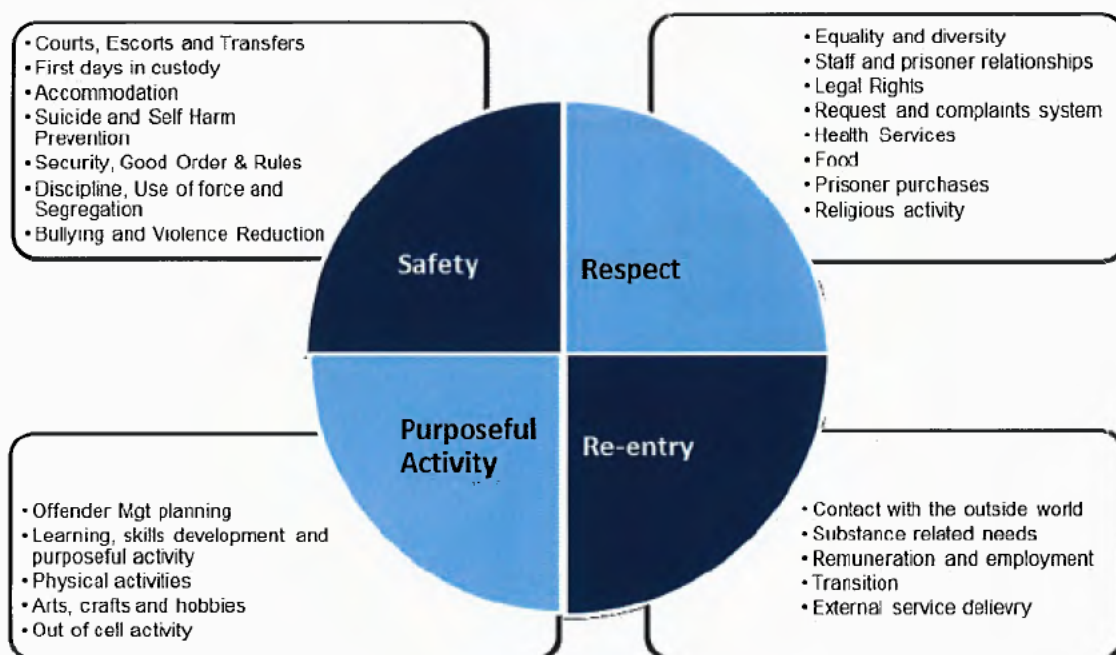 • Courts, Escorts and Transfers
• First days in custody
• Accommodation
• Suicide and Self Harm
Prevention
• Security, Good Order & Rules
• Discipline, Use of force and
Segregation
• Bullying and Violence Reduction
• Equality and diversity
• Staff and prisoner relationships
• Legal Rights
• Request and complaints system
• Health Services
• Food
• Prisoner purchases
• Religious activity
Safety
Respect
Purposeful
Activity
Re-entry
• Offender Mgt planning
• Learning, skills development and
purposeful activity
• Physical activities
• Arts, crafts and hobbies
• Out of cell activity
• Contact with the outside world
• Substance related needs
• Remuneration and employment
• Transition
• External service delievry